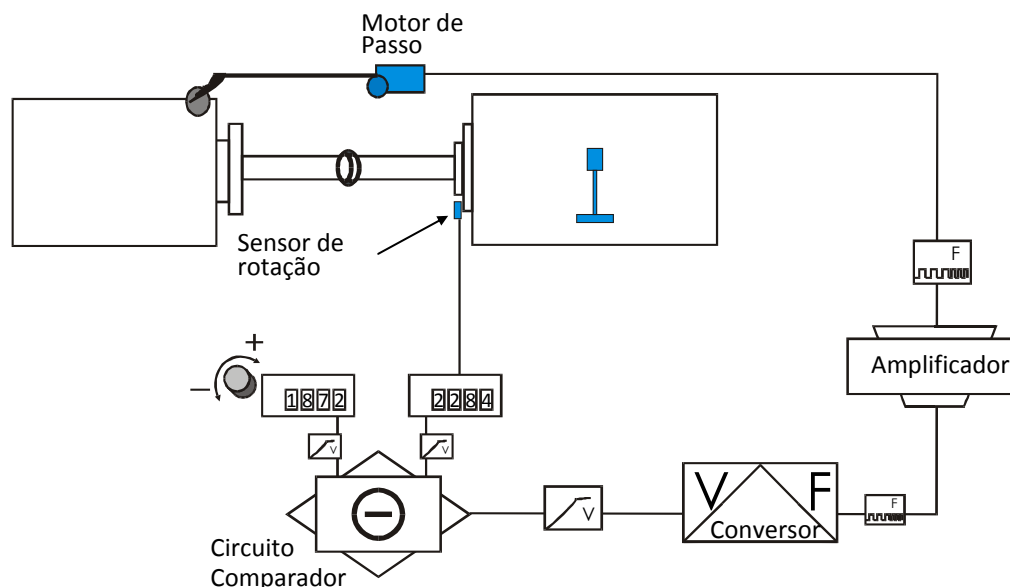 Motor de
Passo
Sensor de
rotação
F
Amplificador
+
−
1872
2284
V
V
−
V
V F
Conversor
F
Circuito
Comparador